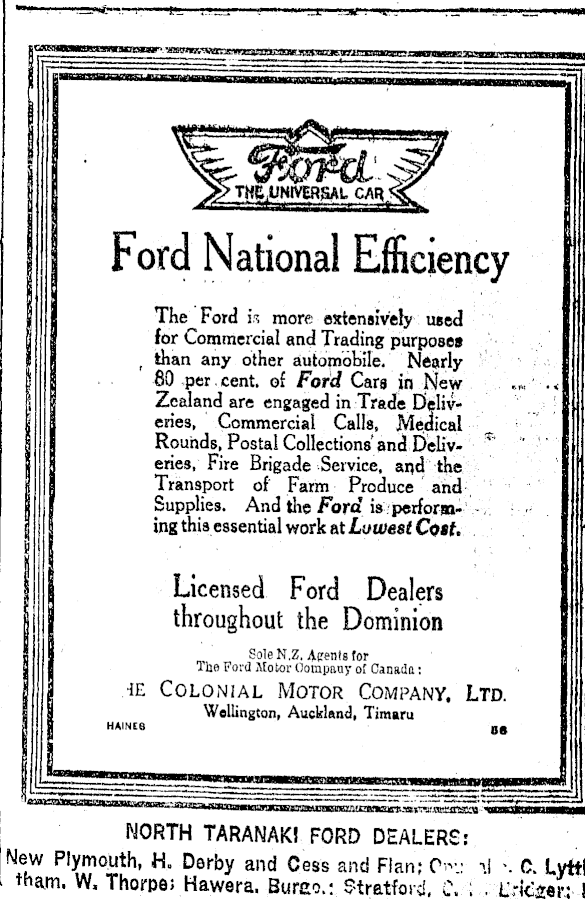 Ford
THE UNIVERSAL CAR
Ford National Efficiency
The Ford is more extensively used
for Commercial and Trading purposes
than any other automobile. Nearly
80 per cent. of Ford Cars in New
Zealand are engaged in Trade Deliv-
eries, Commercial Calls, Medical
Rounds, Postal Collections and Deliv-
eries, Fire Brigade Service, and the
Transport of Farm Produce and
Supplies. And the Ford is perform-
ing this essential work at Lowest Cost.
Licensed Ford Dealers
throughout the Dominion
Sole N.Z. Agents for
The Ford Motor Company of Canada:
HE COLONIAL MOTOR COMPANY, LTD.
Wellington, Auckland, Timaru
HAINES
56
NORTH TARANAKI FORD DEALERS:
New Plymouth, H. Derby and Cess and Flan; C. Lyttl
tham. W. Thorpe; Hawera. Burgo.; Stratford, C. Bridger;